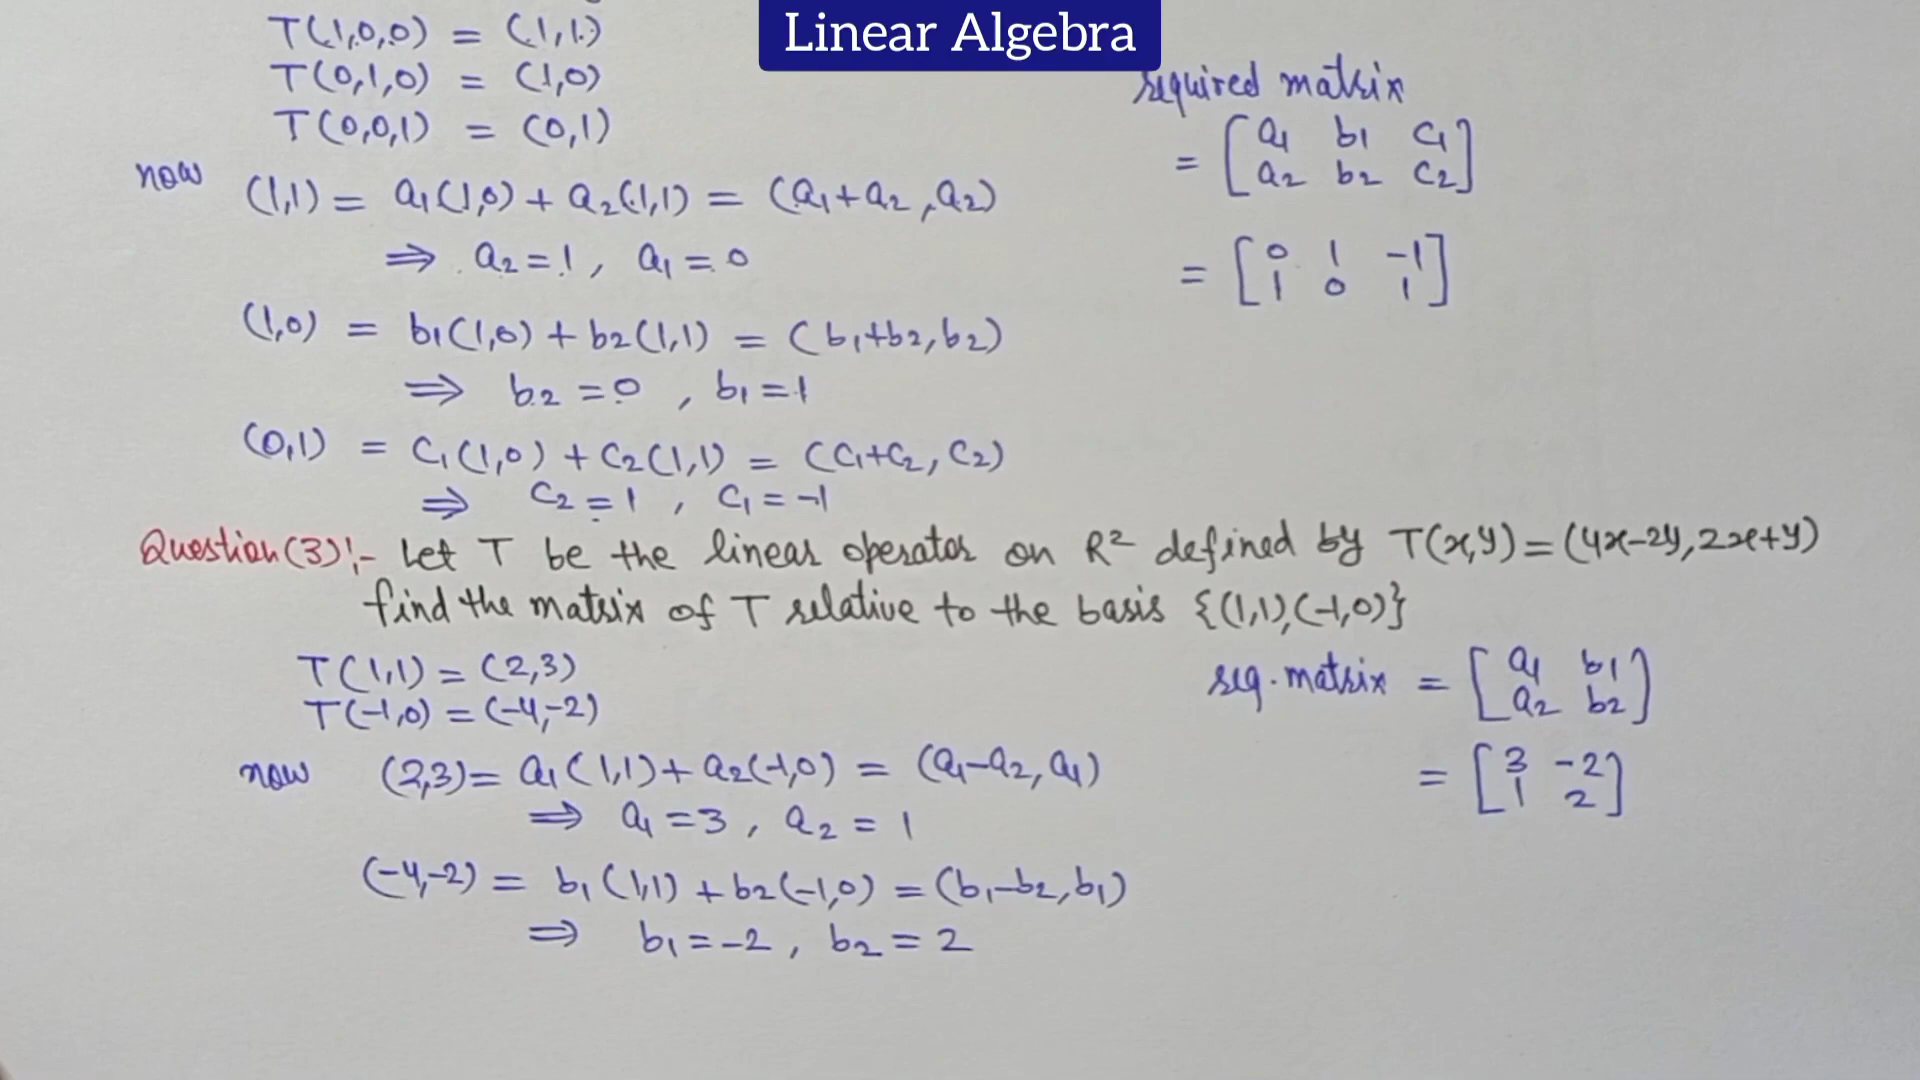 Linear Algebra
T(1,0,0) = (1,1)
T(0,1,0) = (1,0)
T(0,0,1) = (0,1)
now (1,1) = a₁(1,0) + a₂(1,1) = (a₁+a₂, a₂)
⇒ a₂=1, a₁=0
(1,0) = b₁(1,0) + b₂(1,1) = (b₁+b₂, b₂)
⇒ b₂=0, b₁=1
(0,1) = c₁(1,0) + c₂(1,1) = (c₁+c₂, c₂)
⇒ c₂=1, c₁=-1
required matrix
= [a₁ b₁ c₁
a₂ b₂ c₂]
= [0 1 -1
1 0 1]
Question(3):- Let T be the linear operator on R² defined by T(x,y)=(4x-2y,2x+y)
find the matrix of T relative to the basis {(1,1),(-1,0)}
T(1,1) = (2,3)
T(-1,0) = (-4,-2)
now (2,3) = a₁(1,1) + a₂(-1,0) = (a₁-a₂, a₁)
⇒ a₁=3, a₂=1
(-4,-2) = b₁(1,1) + b₂(-1,0) = (b₁-b₂, b₁)
⇒ b₁=-2, b₂=2
req. matrix = [a₁ b₁
a₂ b₂]
= [3 -2
1 2]